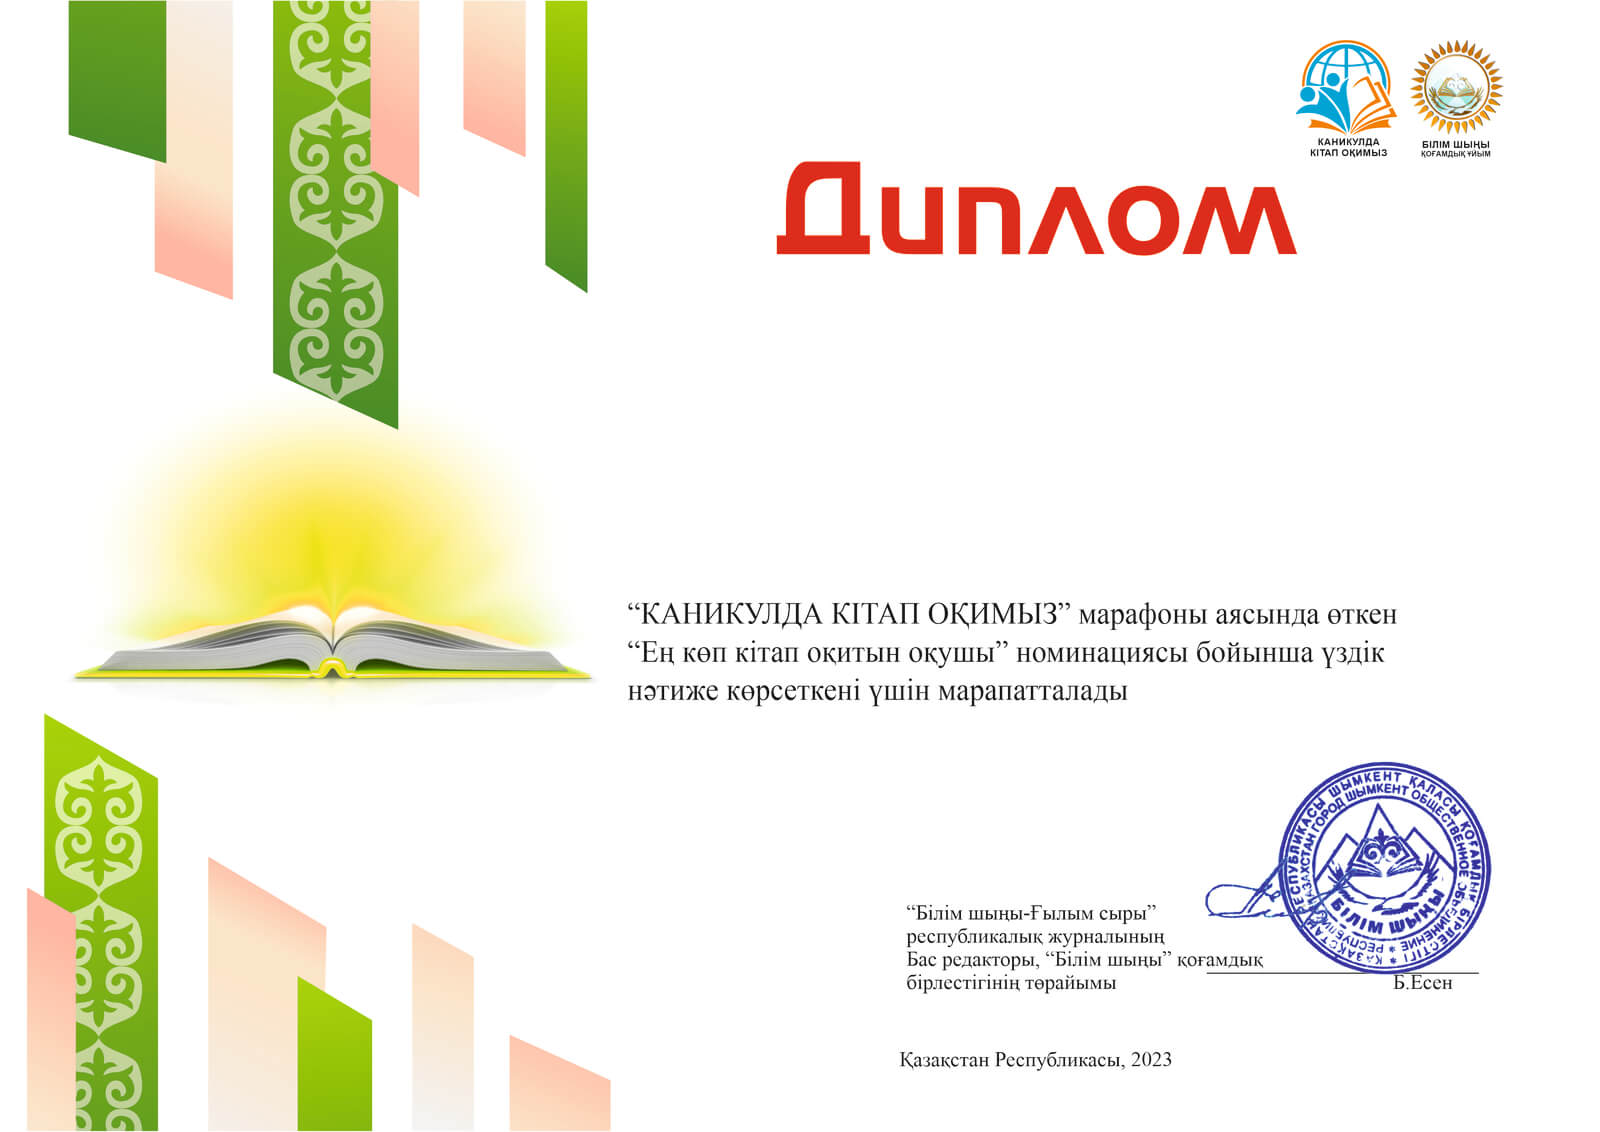 КАНИКУЛДА
КІТАП ОҚИМЫЗ
БІЛІМ ШЫҢЫ
ҚОҒАМДЫҚ ҰЙЫМ
Диплом
“КАНИКУЛДА КІТАП ОҚИМЫЗ” марафоны аясында өткен
“Ең көп кітап оқитын оқушы” номинациясы бойынша үздік
нәтиже көрсеткені үшін марапатталады
“Білім шыңы-Ғылым сыры”
республикалық журналының
Бас редакторы, “Білім шыңы” қоғамдық
бірлестігінің төрайымы
Б.Есен
ҚАЗАҚСТАН РЕСПУБЛИКАСЫ ШЫМКЕНТ ҚАЛАСЫ ҚОҒАМДЫҚ БІРЛЕСТІГІ
РЕСПУБЛИКА КАЗАХСТАН ГОРОД ШЫМКЕНТ ОБЩЕСТВЕННОЕ ОБЪЕДИНЕНИЕ
БІЛІМ ШЫҢЫ
Қазақстан Республикасы, 2023